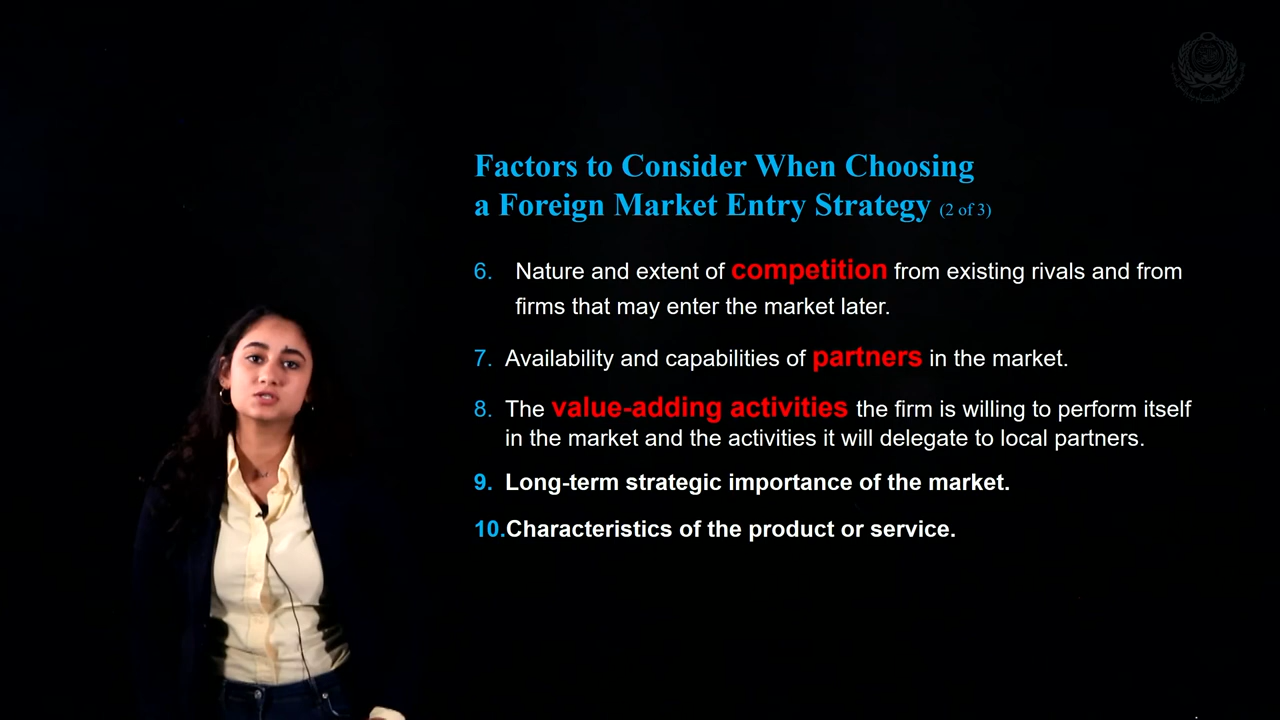 Factors to Consider When Choosing
a Foreign Market Entry Strategy (2 of 3)
6. Nature and extent of competition from existing rivals and from
firms that may enter the market later.
7. Availability and capabilities of partners in the market.
8. The value-adding activities the firm is willing to perform itself
in the market and the activities it will delegate to local partners.
9. Long-term strategic importance of the market.
10.Characteristics of the product or service.